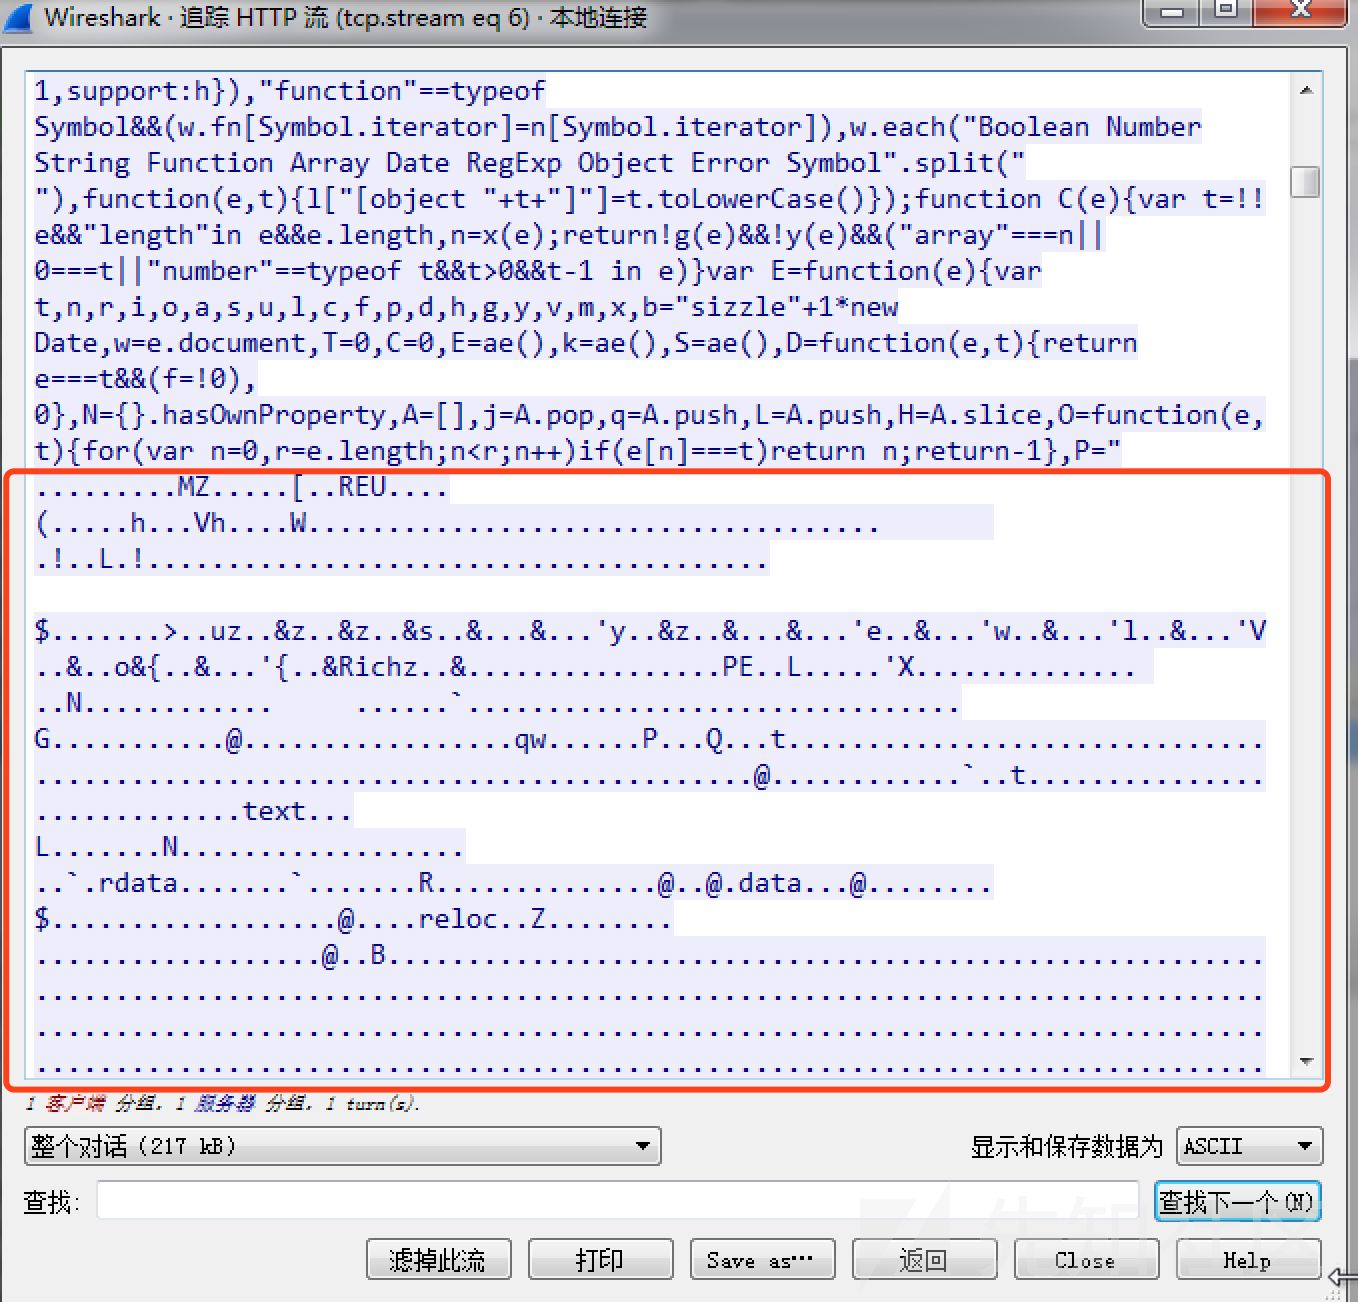 Wireshark · 追踪 HTTP 流 (tcp.stream eq 6) · 本地连接
1,support:h}),"function"==typeof
Symbol&&(w.fn[Symbol.iterator]=n[Symbol.iterator]),w.each("Boolean Number
String Function Array Date RegExp Object Error Symbol".split("
"),function(e,t){l["[object "+t+"]"]=t.toLowerCase()});function C(e){var t=!!
e&&"length"in e&&e.length,n=x(e);return!g(e)&&!y(e)&&("array"===n||
0===t||"number"==typeof t&&t>0&&t-1 in e)}var E=function(e){var
t,n,r,i,o,a,s,u,l,c,f,p,d,h,g,y,v,m,x,b="sizzle"+1*new
Date,w=e.document,T=0,C=0,E=ae(),k=ae(),S=ae(),D=function(e,t){return
e===t&&(f=!0),
0},N={}.hasOwnProperty,A=[],j=A.pop,q=A.push,L=A.push,H=A.slice,O=function(e,
t){for(var n=0,r=e.length;n<r;n++)if(e[n]===t)return n;return-1},P="
.........MZ.....[..REU....
(.....h...Vh....W....................................
.!..L.!.......................................
$.......>..uz..&z..&z..&s..&...&...'y..&z..&...&...'e..&...'w..&...'l..&...'V
..&..o&{..&...'{..&Richz..&................PE..L.....'X..............
..N............ ......`...............................
G...........@.................qw.......P...Q...t..............................
.............................................@............`..t...............
.............text...
L.......N..................
..`.rdata.......`.......R..............@..@.data...@........
$..................@....reloc..Z........
..................@..B.......................................................
.............................................................................
.............................................................................
.............................................................................
1 客户端 分组, 1 服务器 分组, 1 turn(s).
整个对话 (217 kB)
显示和保存数据为 ASCII
查找:
查找下一个(N)
滤掉此流 打印 Save as… 返回 Close Help